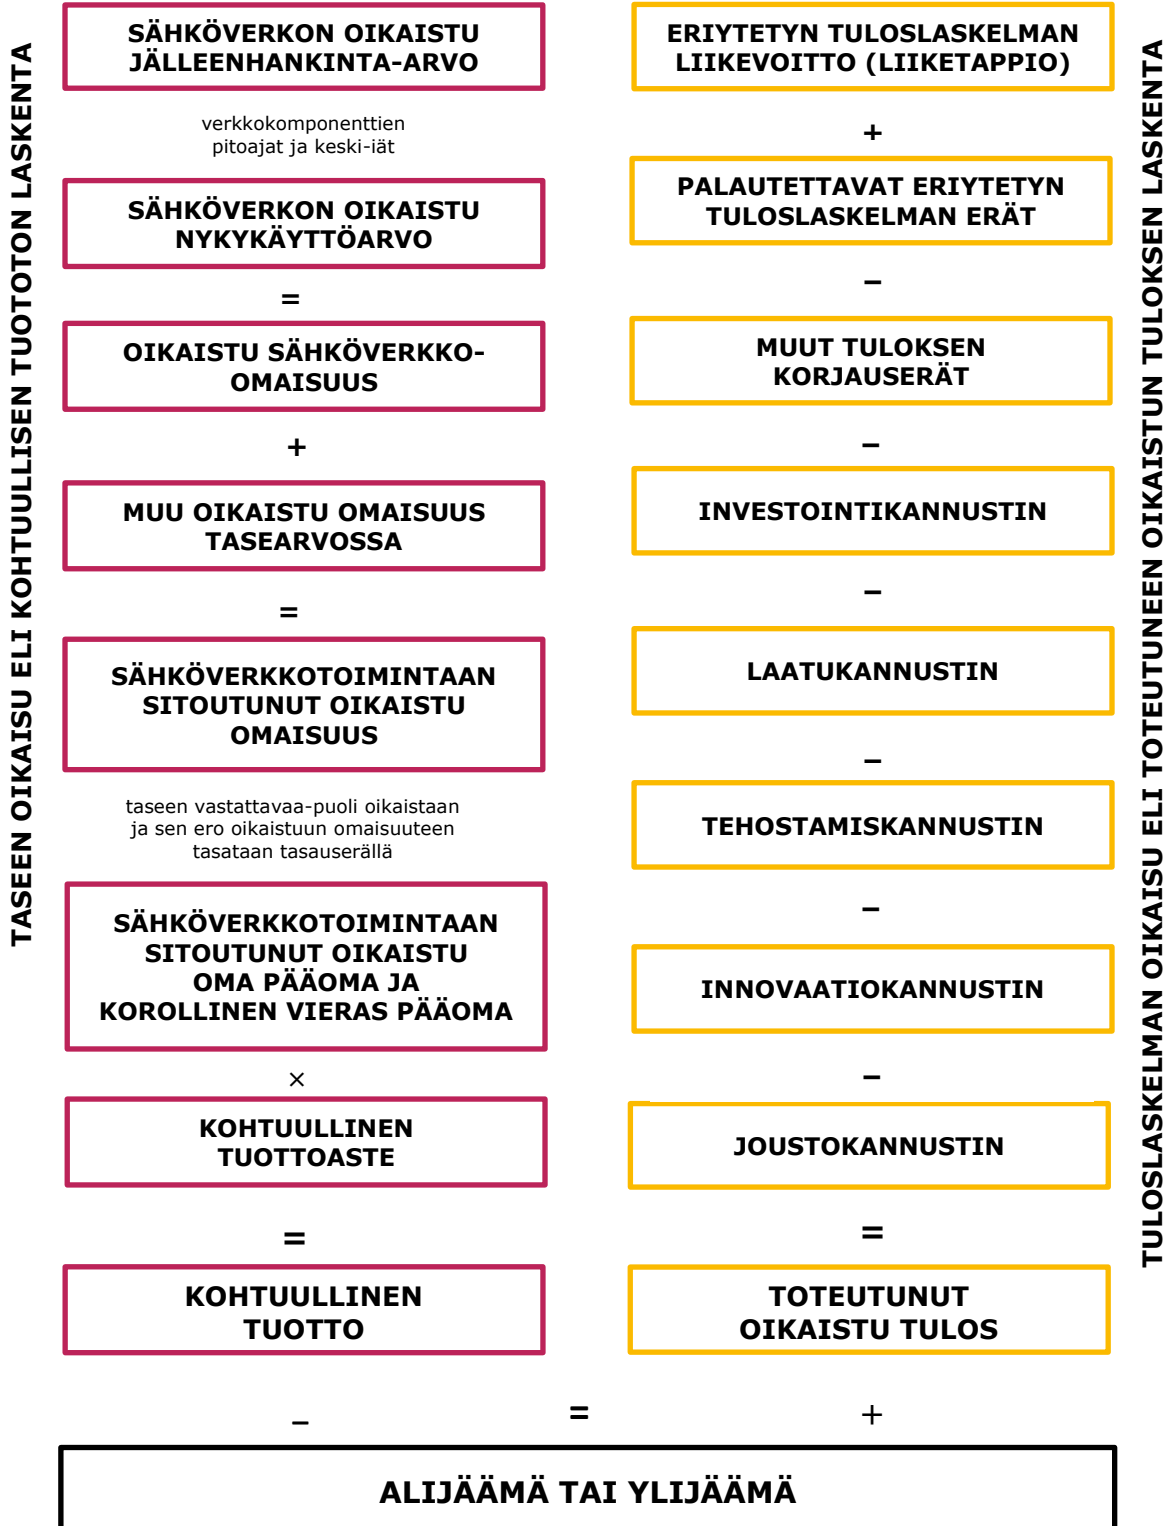 TASEEN OIKAISU ELI KOHTUULLISEN TUOTOTON LASKENTA
SÄHKÖVERKON OIKAISTU
JÄLLEENHANKINTA-ARVO
verkkokomponenttien
pitoajat ja keski-iät
SÄHKÖVERKON OIKAISTU
NYKYKÄYTTÖARVO
=
OIKAISTU SÄHKÖVERKKO-
OMAISUUS
+
MUU OIKAISTU OMAISUUS
TASEARVOSSA
=
SÄHKÖVERKKOTOIMINTAAN
SITOUTUNUT OIKAISTU
OMAISUUS
taseen vastattavaa-puoli oikaistaan
ja sen ero oikaistuun omaisuuteen
tasataan tasauserällä
SÄHKÖVERKKOTOIMINTAAN
SITOUTUNUT OIKAISTU
OMA PÄÄOMA JA
KOROLLINEN VIERAS PÄÄOMA
×
KOHTUULLINEN
TUOTTOASTE
=
KOHTUULLINEN
TUOTTO
ERIYTETYN TULOSLASKELMAN
LIIKEVOITTO (LIIKETAPPIO)
+
PALAUTETTAVAT ERIYTETYN
TULOSLASKELMAN ERÄT
–
MUUT TULOKSEN
KORJAUSERÄT
–
INVESTOINTIKANNUSTIN
–
LAATUKANNUSTIN
–
TEHOSTAMISKANNUSTIN
–
INNOVAATIOKANNUSTIN
–
JOUSTOKANNUSTIN
=
TOTEUTUNUT
OIKAISTU TULOS
TULOSLASKELMAN OIKAISU ELI TOTEUTUNEEN OIKAISTUN TULOKSEN LASKENTA
– = +
ALIJÄÄMÄ TAI YLIJÄÄMÄ